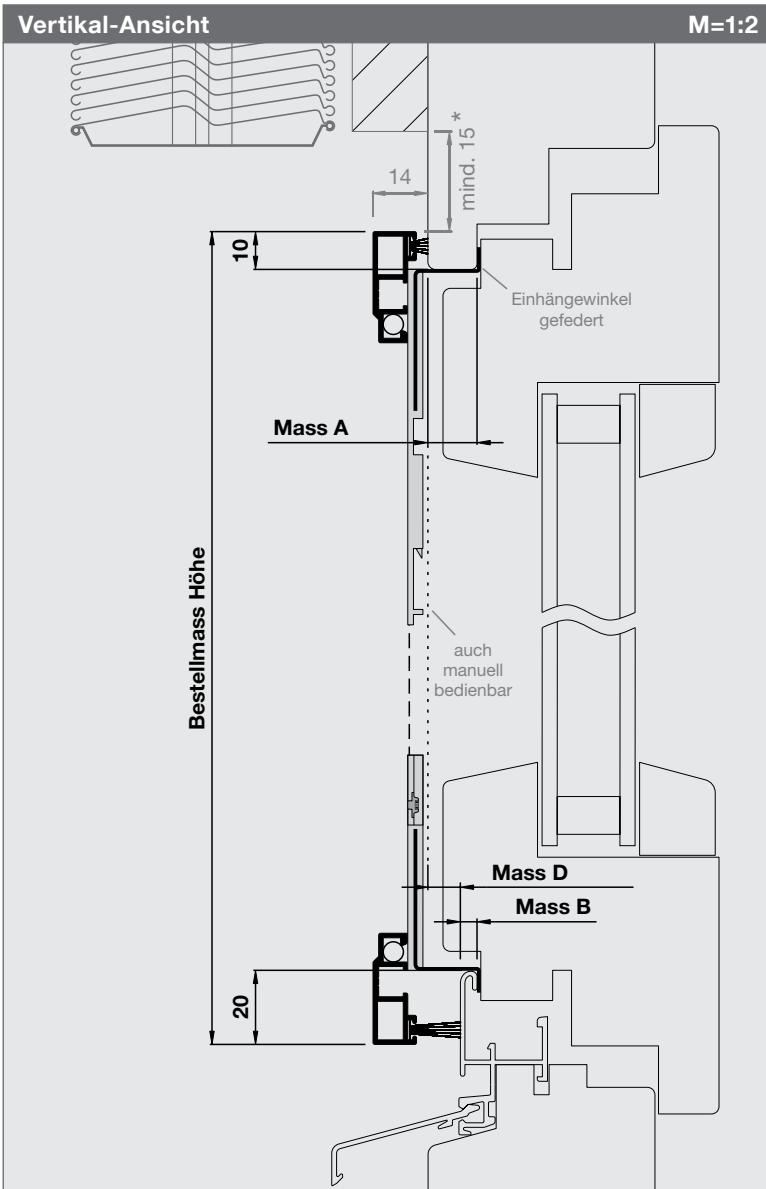 Vertikal-Ansicht M=1:2
14
mind. 15 *
10
Einhängewinkel
gefedert
Mass A
Bestellmass Höhe
auch
manuell
bedienbar
Mass D
Mass B
20